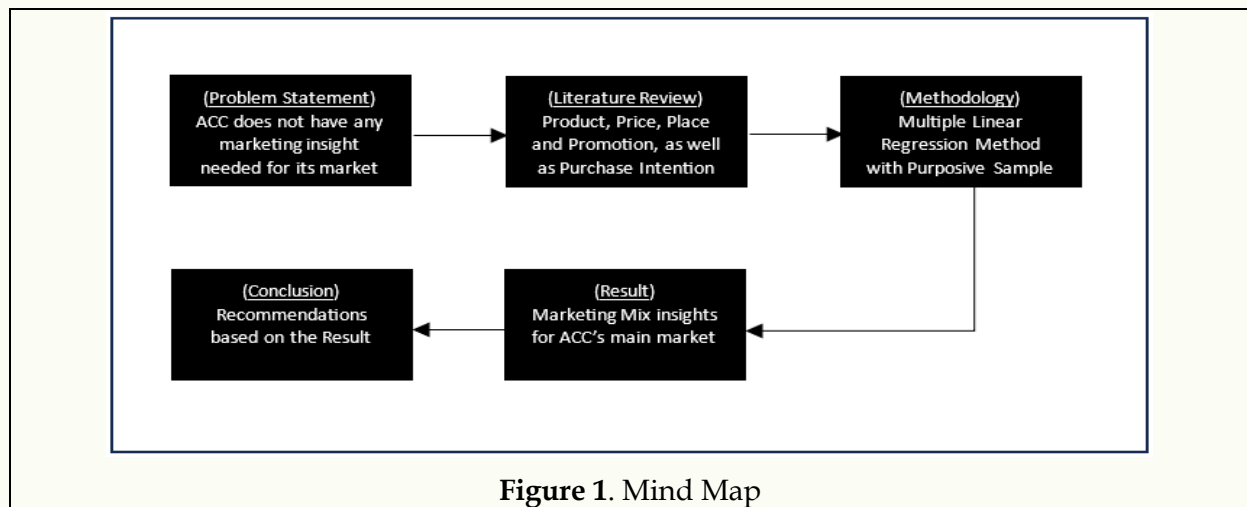 (Problem Statement)
ACC does not have any
marketing insight
needed for its market
(Literature Review)
Product, Price, Place
and Promotion, as well
as Purchase Intention
(Methodology)
Multiple Linear
Regression Method
with Purposive Sample
(Result)
Marketing Mix insights
for ACC's main market
(Conclusion)
Recommendations
based on the Result
Figure 1. Mind Map